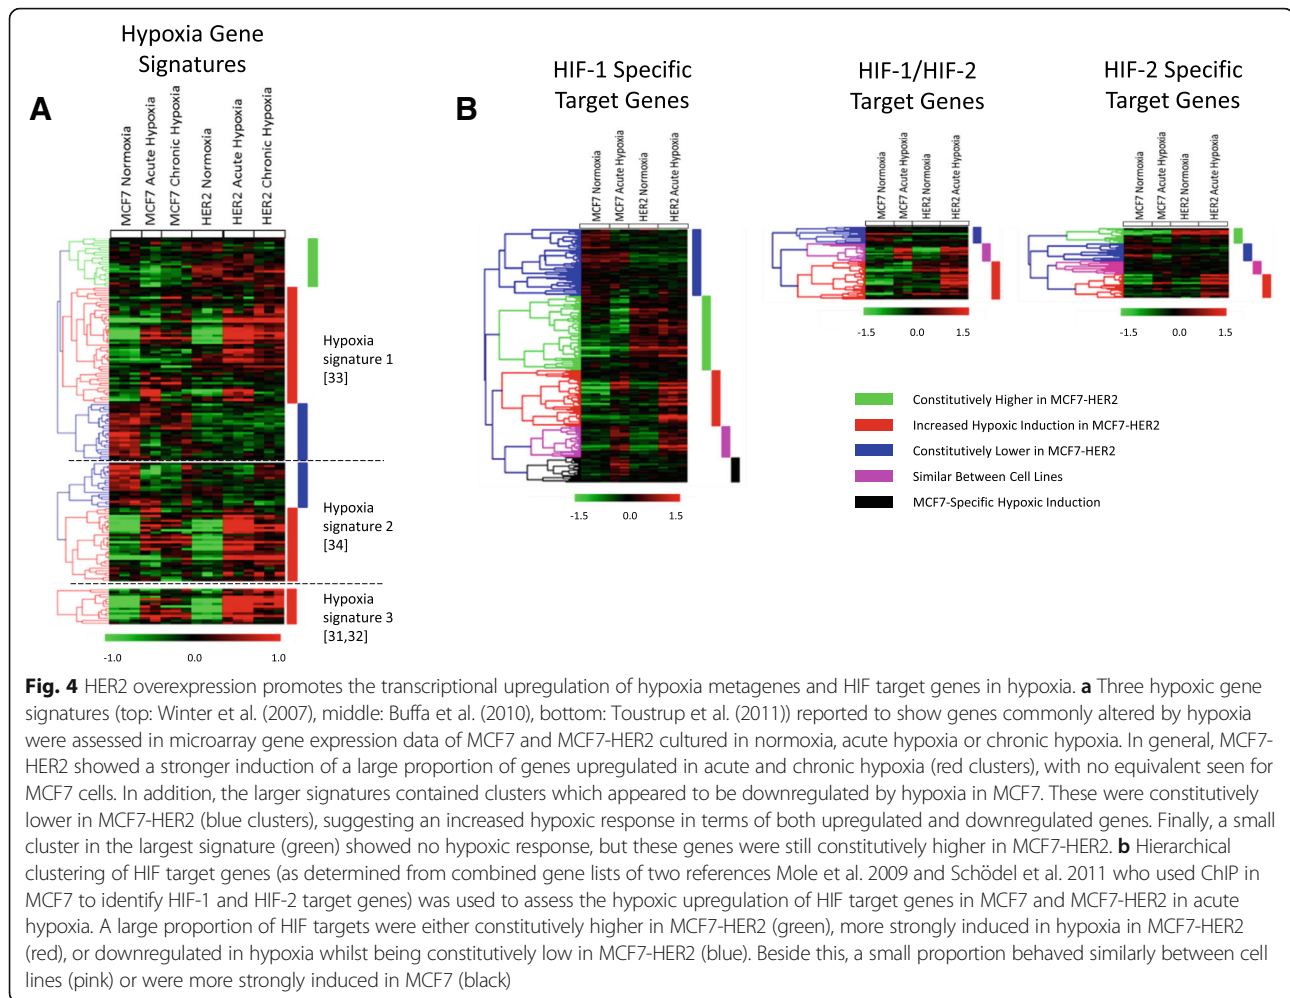 Hypoxia Gene
Signatures
A
MCF7 Normoxia
MCF7 Acute Hypoxia
MCF7 Chronic Hypoxia
HER2 Normoxia
HER2 Acute Hypoxia
HER2 Chronic Hypoxia
Hypoxia
signature 1
[33]
Hypoxia
signature 2
[34]
Hypoxia
signature 3
[31,32]
-1.0 0.0 1.0
B
HIF-1 Specific
Target Genes
MCF7 Normoxia
MCF7 Acute Hypoxia
HER2 Normoxia
HER2 Acute Hypoxia
-1.5 0.0 1.5
HIF-1/HIF-2
Target Genes
MCF7 Normoxia
MCF7 Acute Hypoxia
HER2 Normoxia
HER2 Acute Hypoxia
-1.5 0.0 1.5
HIF-2 Specific
Target Genes
MCF7 Normoxia
MCF7 Acute Hypoxia
HER2 Normoxia
HER2 Acute Hypoxia
-1.5 0.0 1.5
Constitutively Higher in MCF7-HER2
Increased Hypoxic Induction in MCF7-HER2
Constitutively Lower in MCF7-HER2
Similar Between Cell Lines
MCF7-Specific Hypoxic Induction
Fig. 4 HER2 overexpression promotes the transcriptional upregulation of hypoxia metagenes and HIF target genes in hypoxia. a Three hypoxic gene
signatures (top: Winter et al. (2007), middle: Buffa et al. (2010), bottom: Toustrup et al. (2011)) reported to show genes commonly altered by hypoxia
were assessed in microarray gene expression data of MCF7 and MCF7-HER2 cultured in normoxia, acute hypoxia or chronic hypoxia. In general, MCF7-
HER2 showed a stronger induction of a large proportion of genes upregulated in acute and chronic hypoxia (red clusters), with no equivalent seen for
MCF7 cells. In addition, the larger signatures contained clusters which appeared to be downregulated by hypoxia in MCF7. These were constitutively
lower in MCF7-HER2 (blue clusters), suggesting an increased hypoxic response in terms of both upregulated and downregulated genes. Finally, a small
cluster in the largest signature (green) showed no hypoxic response, but these genes were still constitutively higher in MCF7-HER2. b Hierarchical
clustering of HIF target genes (as determined from combined gene lists of two references Mole et al. 2009 and Schödel et al. 2011 who used ChIP in
MCF7 to identify HIF-1 and HIF-2 target genes) was used to assess the hypoxic upregulation of HIF target genes in MCF7 and MCF7-HER2 in acute
hypoxia. A large proportion of HIF targets were either constitutively higher in MCF7-HER2 (green), more strongly induced in hypoxia in MCF7-HER2
(red), or downregulated in hypoxia whilst being constitutively low in MCF7-HER2 (blue). Beside this, a small proportion behaved similarly between cell
lines (pink) or were more strongly induced in MCF7 (black)